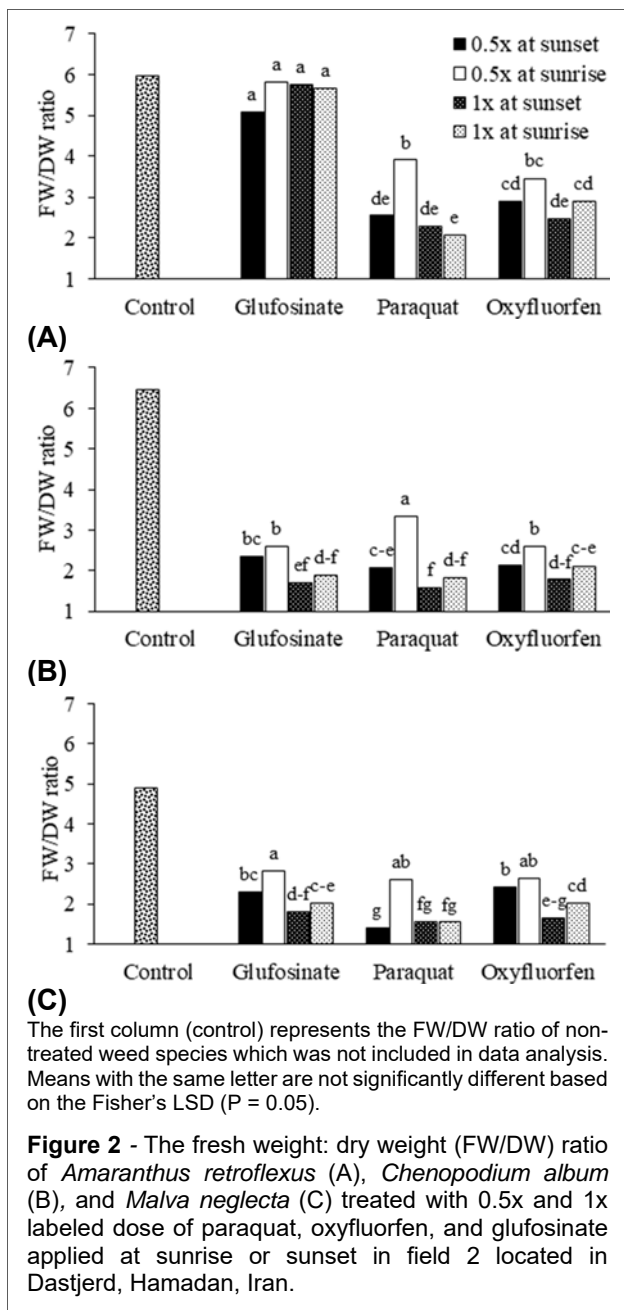 7
0.5x at sunset
0.5x at sunrise
1x at sunset
1x at sunrise
6
5
4
3
2
1
FW/DW ratio
a a a a
de b de e
cd bc de cd
Control Glufosinate Paraquat Oxyfluorfen
(A)
7
6
5
4
3
2
1
FW/DW ratio
bc b ef d-f
c-e a f d-f
cd b d-f c-e
Control Glufosinate Paraquat Oxyfluorfen
(B)
7
6
5
4
3
2
1
FW/DW ratio
bc a d-f c-e
g ab fg fg
b ab e-g cd
Control Glufosinate Paraquat Oxyfluorfen
(C)
The first column (control) represents the FW/DW ratio of non-
treated weed species which was not included in data analysis.
Means with the same letter are not significantly different based
on the Fisher's LSD (P = 0.05).
Figure 2 - The fresh weight: dry weight (FW/DW) ratio
of Amaranthus retroflexus (A), Chenopodium album
(B), and Malva neglecta (C) treated with 0.5x and 1x
labeled dose of paraquat, oxyfluorfen, and glufosinate
applied at sunrise or sunset in field 2 located in
Dastjerd, Hamadan, Iran.